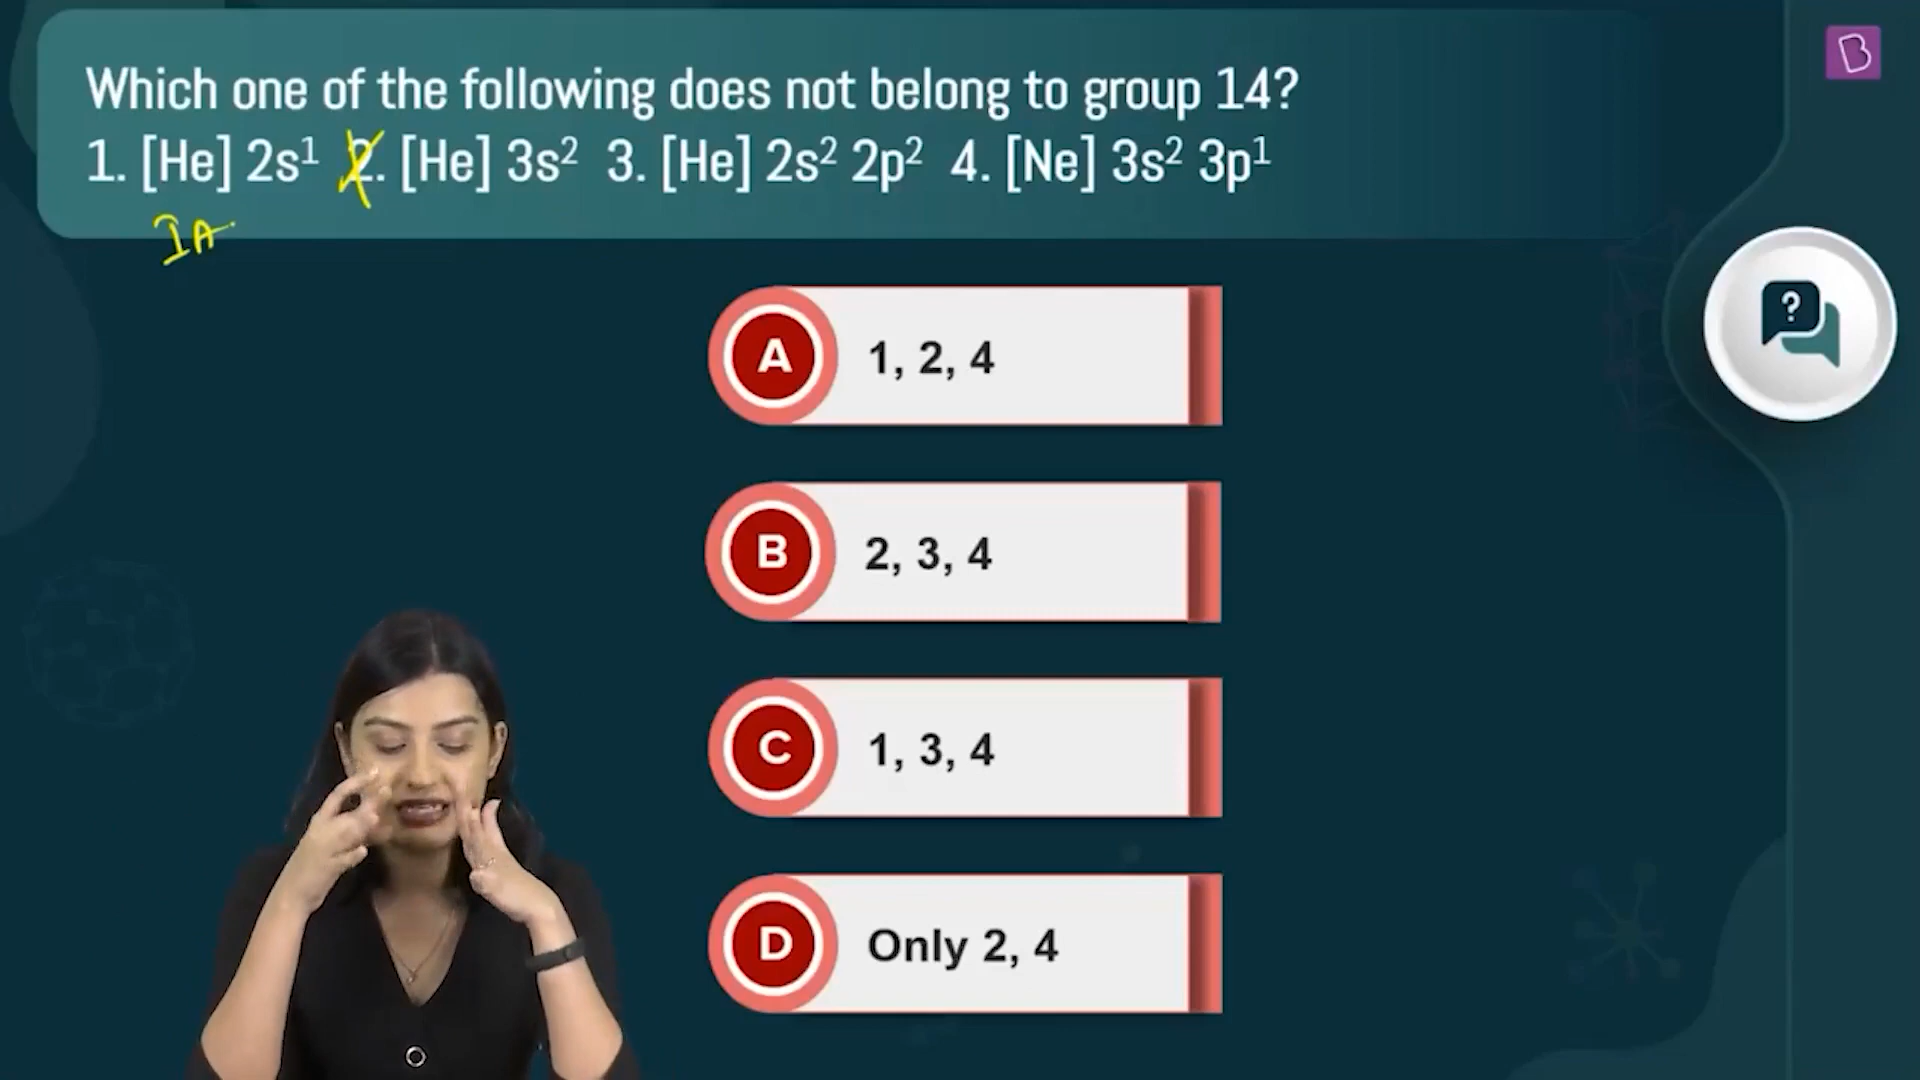 Which one of the following does not belong to group 14?
1. [He] 2s¹ 2. [He] 3s² 3. [He] 2s² 2p² 4. [Ne] 3s² 3p¹
IA
A 1, 2, 4
B 2, 3, 4
C 1, 3, 4
D Only 2, 4
?
B